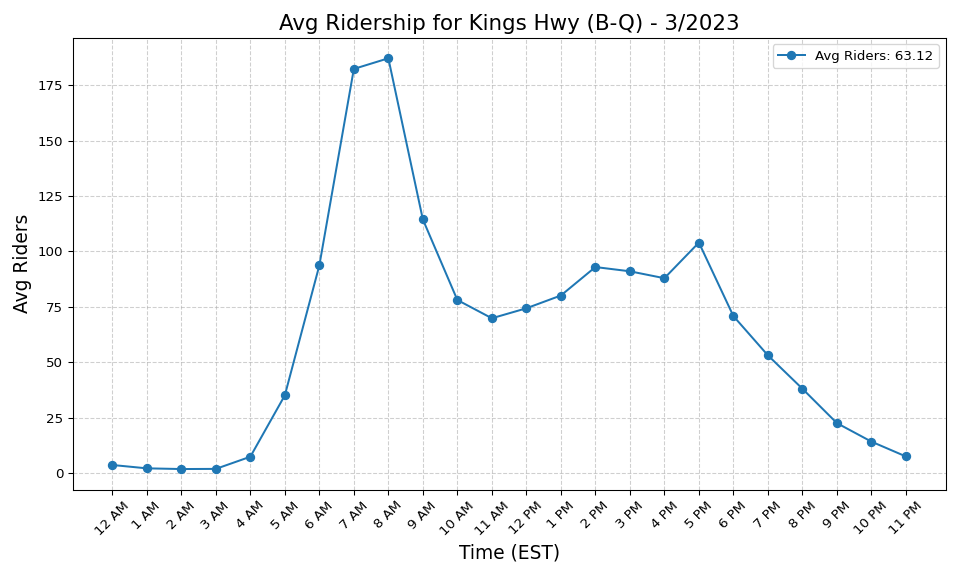 Avg Ridership for Kings Hwy (B-Q) - 3/2023
Avg Riders: 63.12
Avg Riders
175
150
125
100
75
50
25
0
12 AM
1 AM
2 AM
3 AM
4 AM
5 AM
6 AM
7 AM
8 AM
9 AM
10 AM
11 AM
12 PM
1 PM
2 PM
3 PM
4 PM
5 PM
6 PM
7 PM
8 PM
9 PM
10 PM
11 PM
Time (EST)